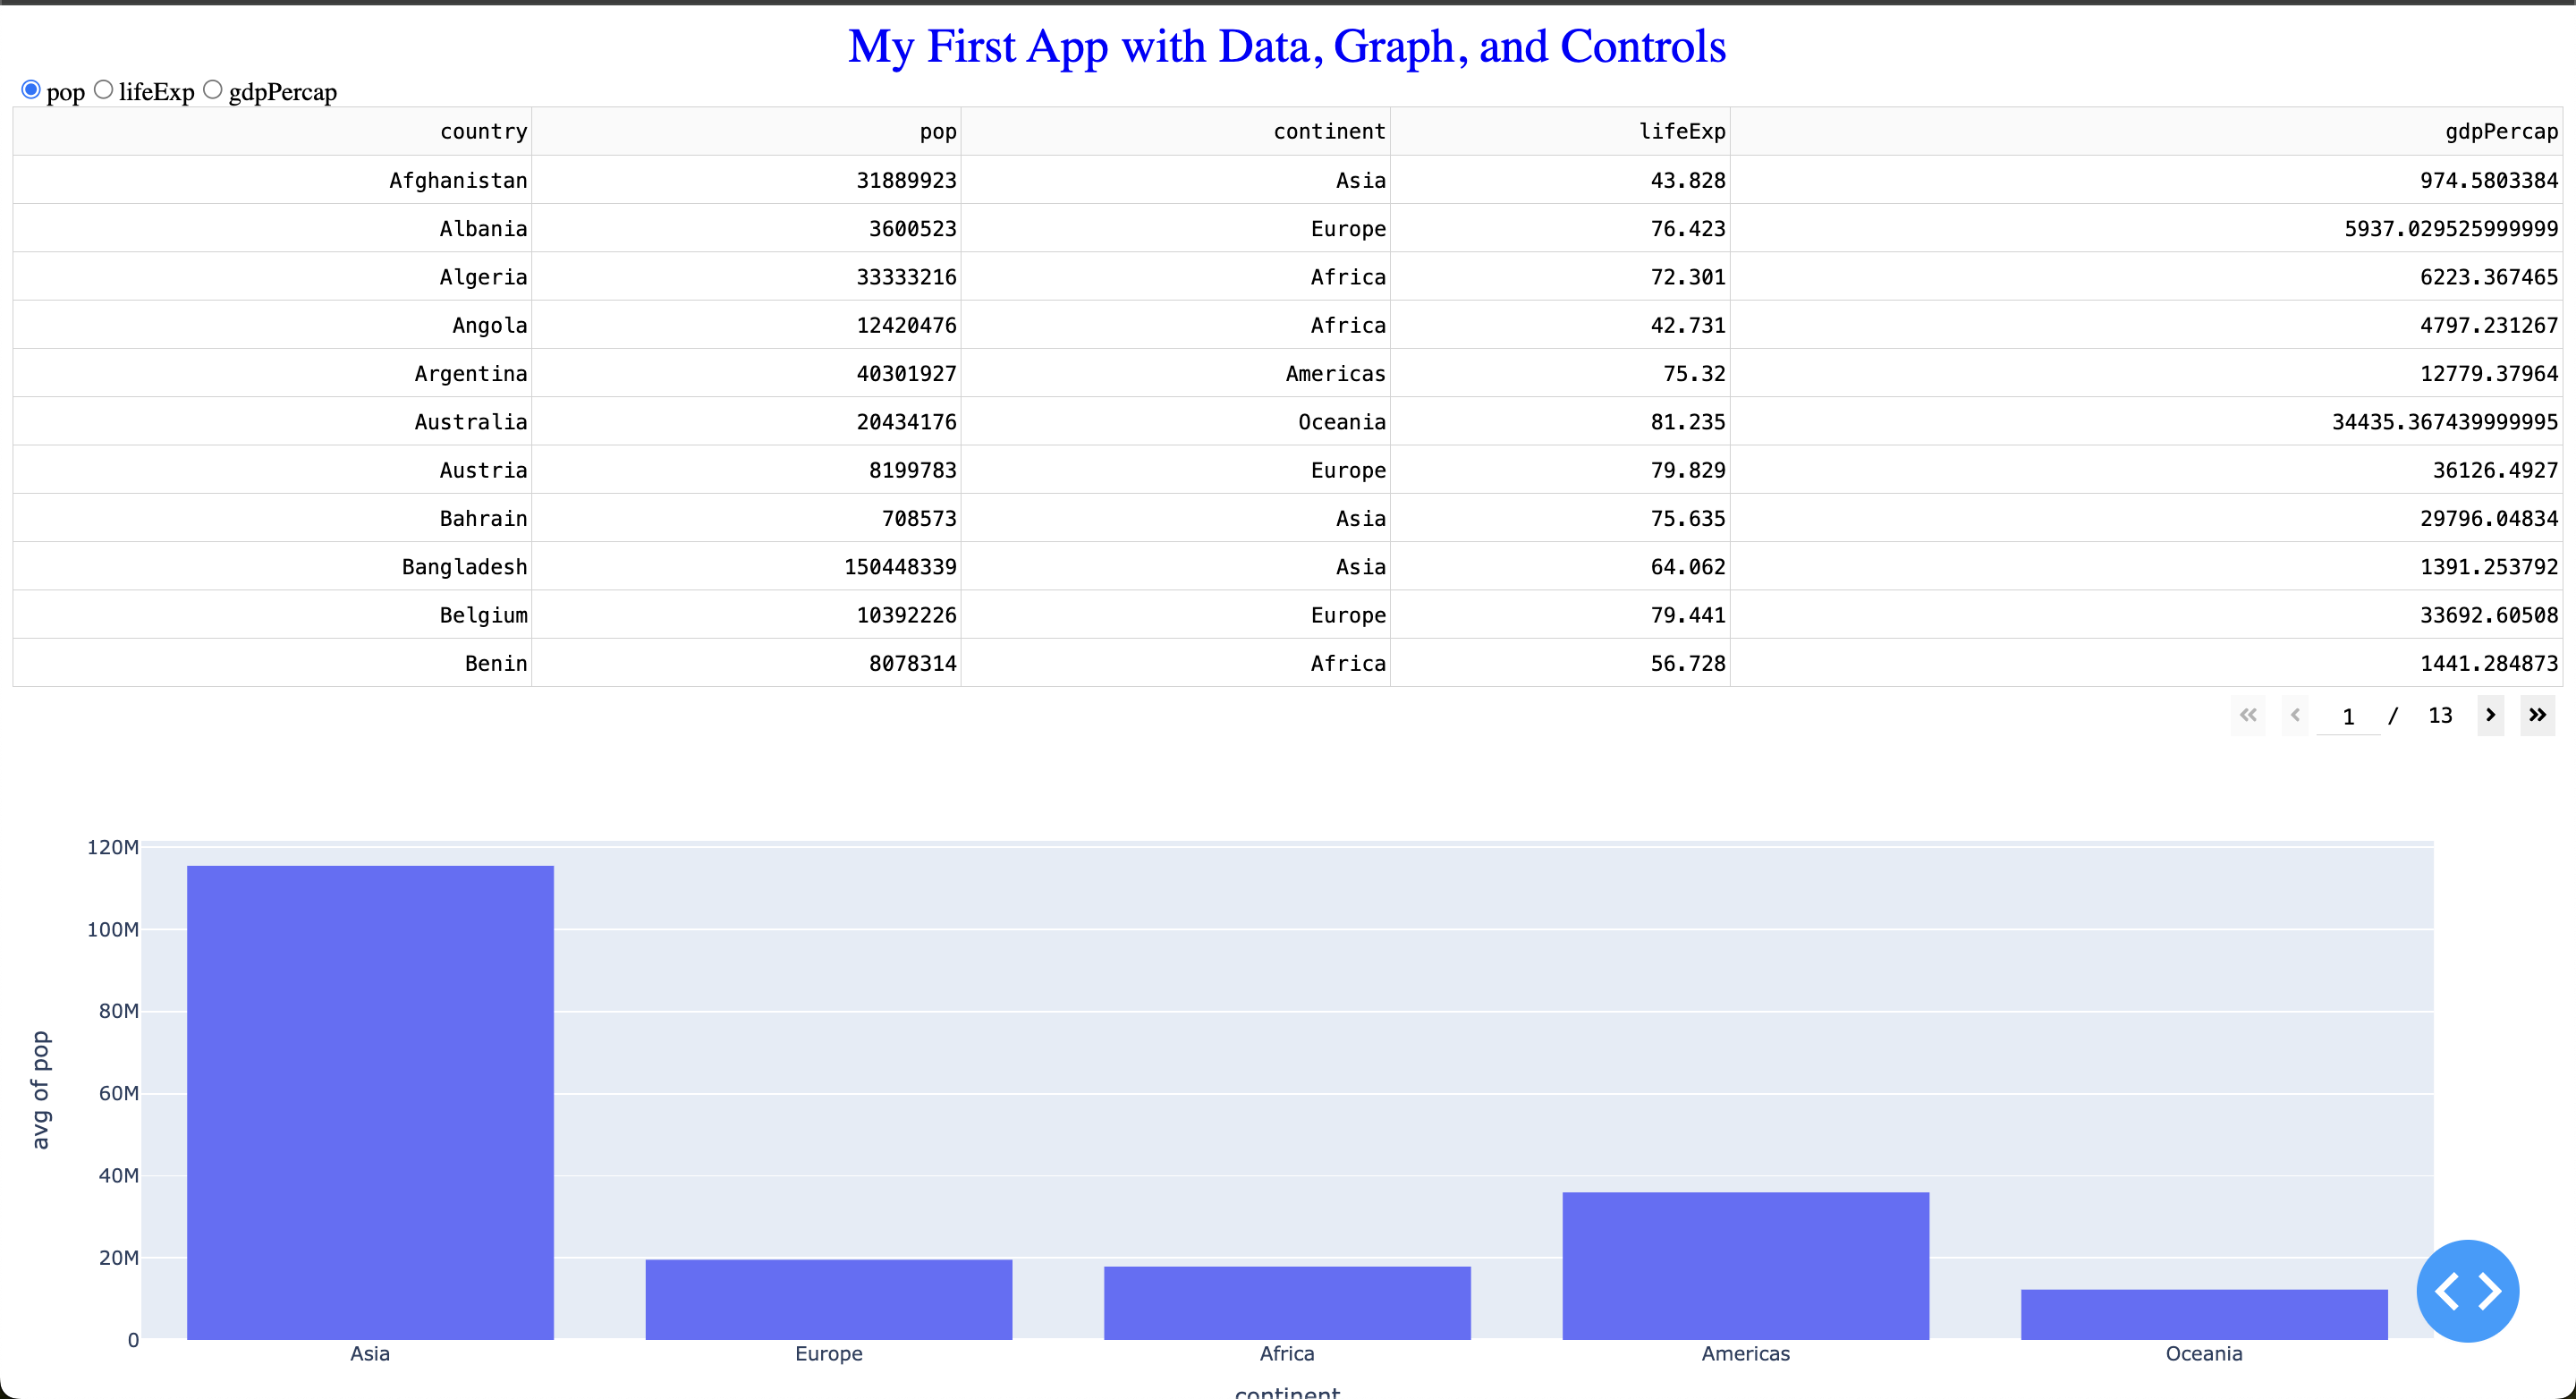 My First App with Data, Graph, and Controls
pop lifeExp gdpPercap
country pop continent lifeExp gdpPercap
Afghanistan 31889923 Asia 43.828 974.5803384
Albania 3600523 Europe 76.423 5937.029525999999
Algeria 33333216 Africa 72.301 6223.367465
Angola 12420476 Africa 42.731 4797.231267
Argentina 40301927 Americas 75.32 12779.37964
Australia 20434176 Oceania 81.235 34435.367439999995
Austria 8199783 Europe 79.829 36126.4927
Bahrain 708573 Asia 75.635 29796.04834
Bangladesh 150448339 Asia 64.062 1391.253792
Belgium 10392226 Europe 79.441 33692.60508
Benin 8078314 Africa 56.728 1441.284873
1 / 13
120M
100M
80M
60M
40M
20M
0
avg of pop
Asia Europe Africa Americas Oceania
continent